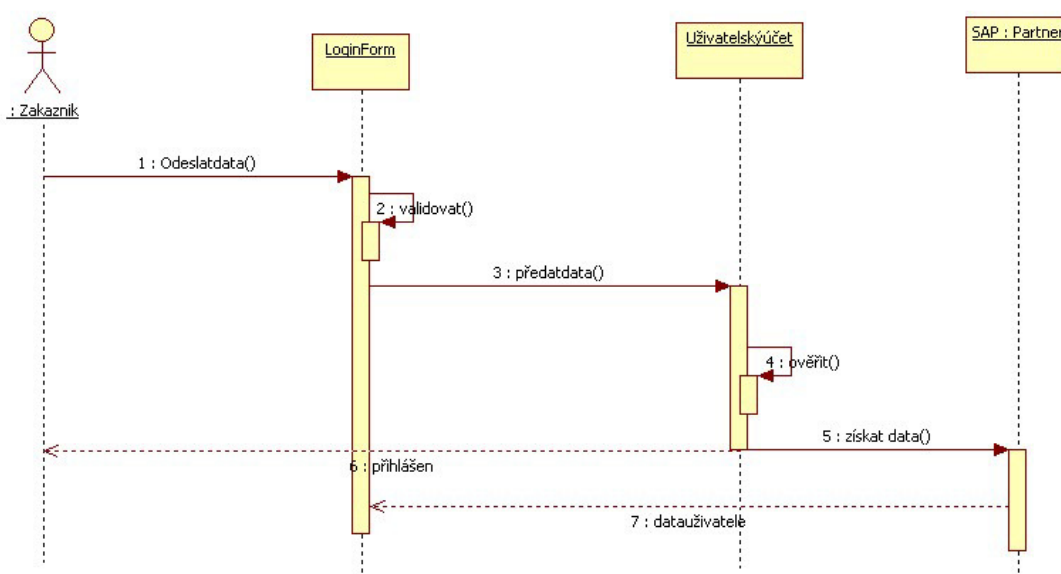 LoginForm
Uživatelskýúčet
SAP : Partner
: Zakaznik
1 : Odeslatdata()
2 : validovat()
3 : předatdata()
4 : ověřit()
5 : získat data()
6 : přihlášen
7 : datauživatele